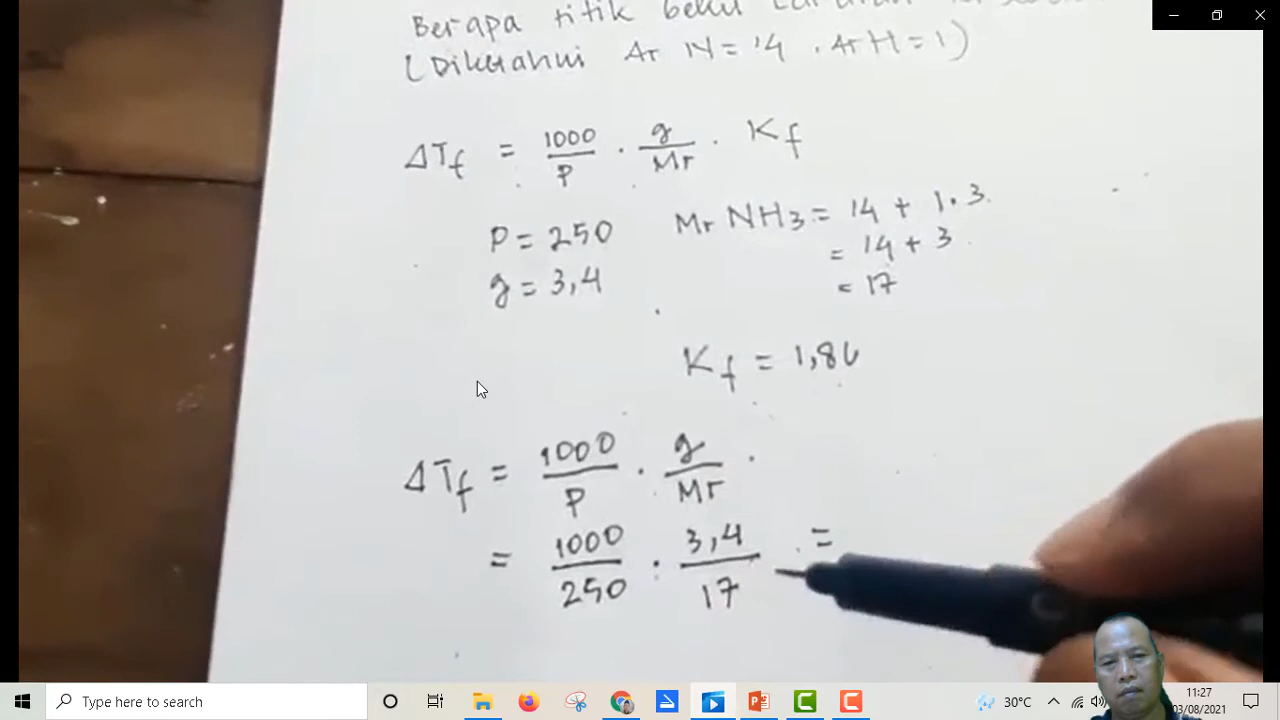 Berapa titik beku
(Diketahui Ar N = 14 . Ar H = 1)
ΔTf = 1000/P . g/Mr . Kf
P = 250
g = 3,4
Mr NH3 = 14 + 1.3
= 14 + 3
= 17
Kf = 1,86
ΔTf = 1000/P . g/Mr .
= 1000/250 . 3,4/17 . =
Type here to search
30°C
11:27
03/08/2021